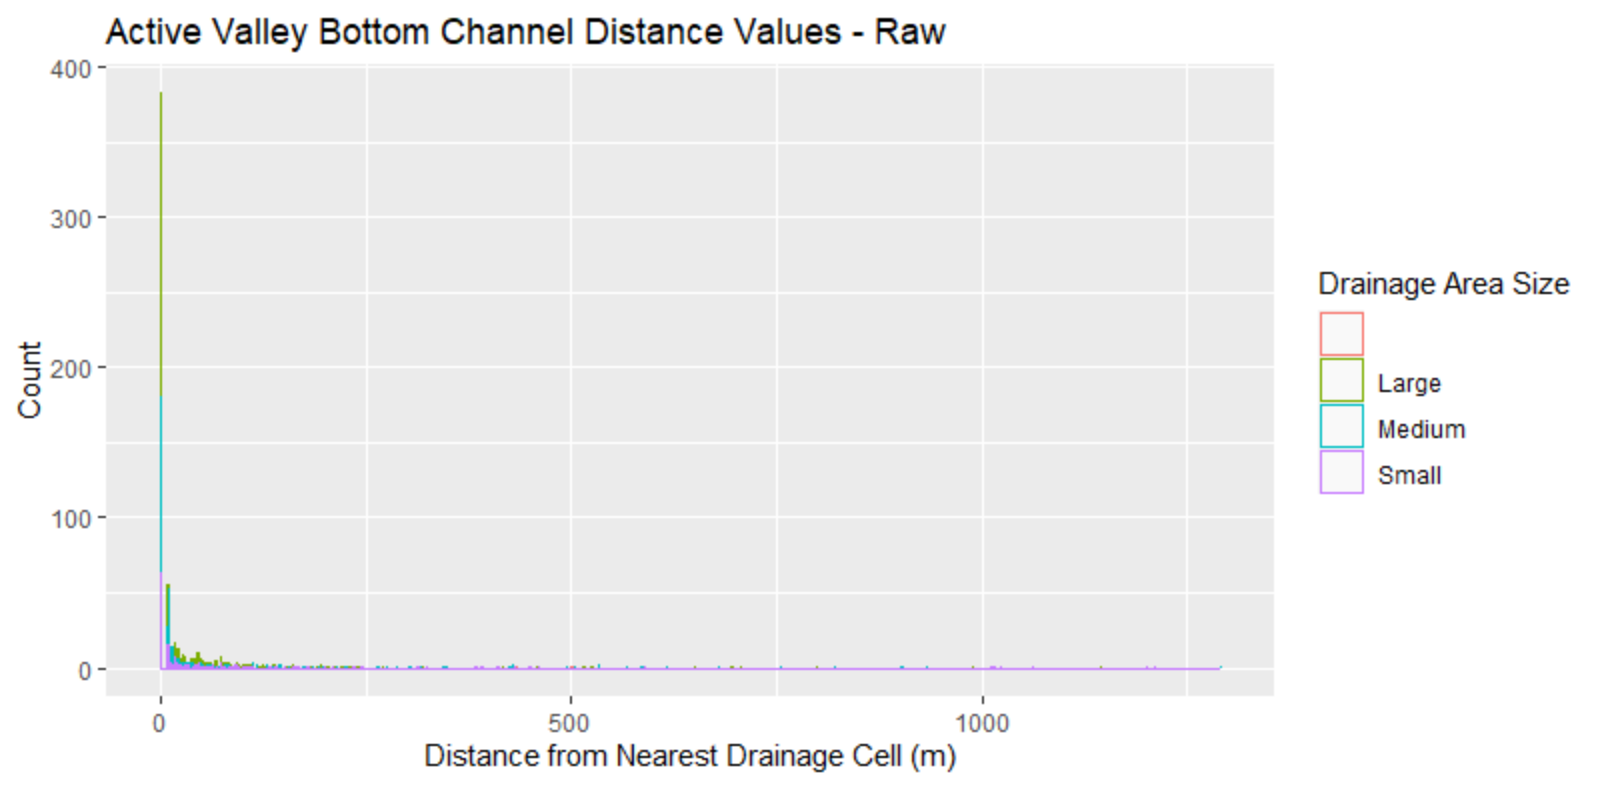 Active Valley Bottom Channel Distance Values - Raw
400
300
200
100
0
Count
0 500 1000
Distance from Nearest Drainage Cell (m)
Drainage Area Size
Large
Medium
Small